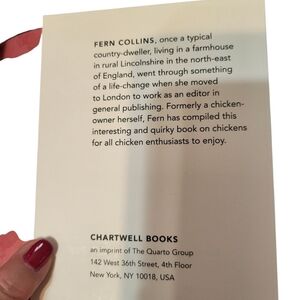 FERN COLLINS, once a typical
country-dweller, living in a farmhouse
in rural Lincolnshire in the north-east
of England, went through something
of a life-change when she moved
to London to work as an editor in
general publishing. Formerly a chicken-
owner herself, Fern has compiled this
interesting and quirky book on chickens
for all chicken enthusiasts to enjoy.
CHARTWELL BOOKS
an imprint of The Quarto Group
142 West 36th Street, 4th Floor
New York, NY 10018, USA